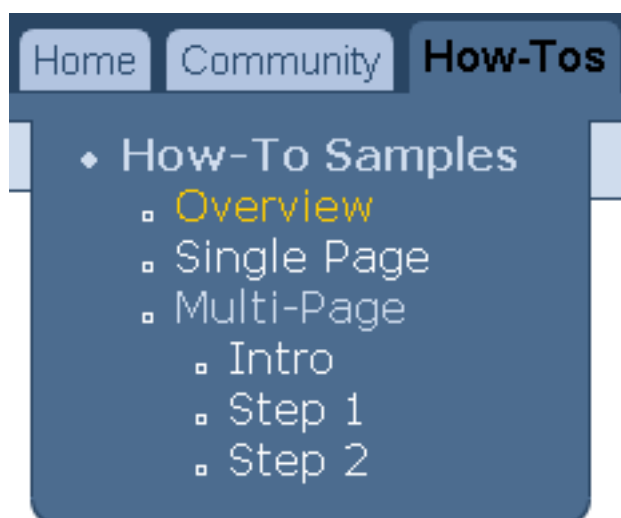 Home Community How-Tos
How-To Samples
Overview
Single Page
Multi-Page
Intro
Step 1
Step 2